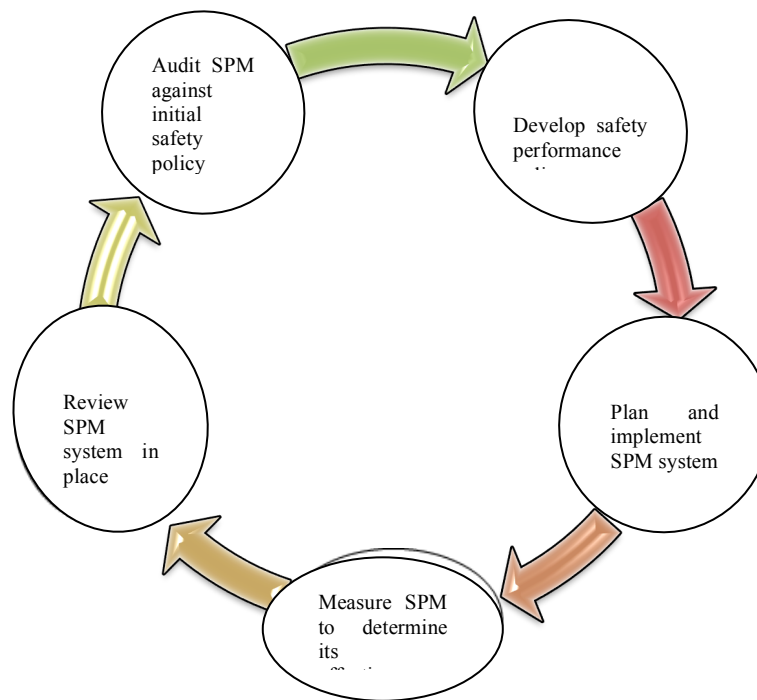 Audit SPM
against
initial
safety
policy
Develop safety
performance
Plan and
implement
SPM system
Measure SPM
to determine
its
Review
SPM
system in
place